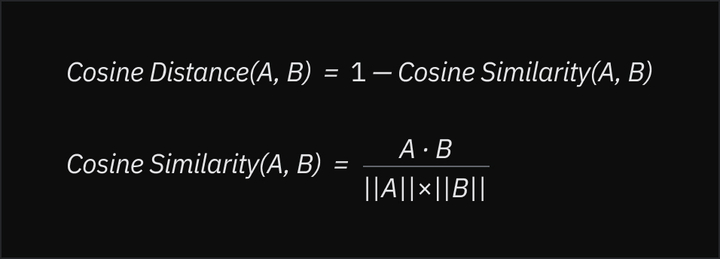 Cosine Distance(A, B) = 1 — Cosine Similarity(A, B)
Cosine Similarity(A, B) = A · B
||A||×||B||